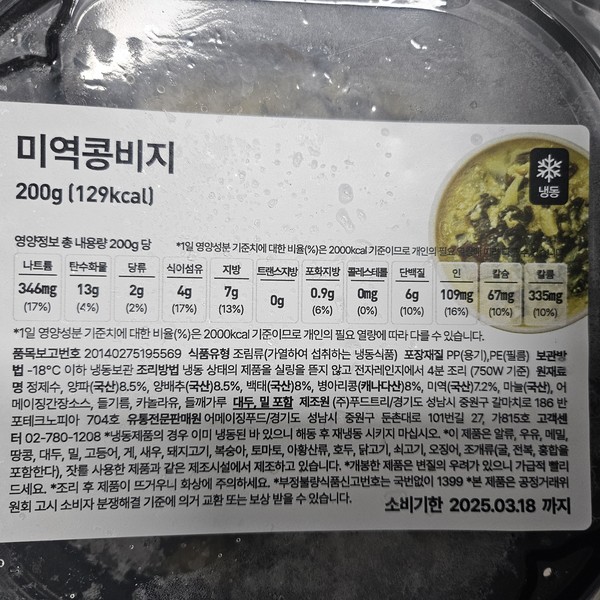 미역콩비지
200g (129kcal)
냉동
영양정보 총 내용량 200g 당 *1일 영양성분 기준치에 대한 비율(%)은 2000kcal 기준이므로 개인의 필요 열량에 따라 다를 수 있습니다.
나트륨 탄수화물 당류 식이섬유 지방 트랜스지방 포화지방 콜레스테롤 단백질 인 칼슘 칼륨
346mg 13g 2g 4g 7g 0g 0.9g 0mg 6g 109mg 67mg 335mg
(17%) (4%) (2%) (17%) (13%) (6%) (0%) (10%) (16%) (10%) (10%)
*1일 영양성분 기준치에 대한 비율(%)은 2000kcal 기준이므로 개인의 필요 열량에 따라 다를 수 있습니다.
품목보고번호 20140275195569 식품유형 조림류(가열하여 섭취하는 냉동식품) 포장재질 PP(용기),PE(필름) 보관방
법 -18°C 이하 냉동보관 조리방법 냉동 상태의 제품을 실링을 뜯지 않고 전자레인지에서 4분 조리 (750W 기준) 원재료
명 정제수, 양파(국산)8.5%, 양배추(국산)8.5%, 백태(국산)8%, 병아리콩(캐나다산)8%, 미역(국산)7.2%, 마늘(국산), 어
메이징간장소스, 들기름, 카놀라유, 들깨가루 대두, 밀 포함 제조원 (주)푸드트리/경기도 성남시 중원구 갈마치로 186 반
포테크노피아 704호 유통전문판매원 어메이징푸드/경기도 성남시 중원구 둔촌대로 101번길 27, 가815호 고객센
터 02-780-1208 *냉동제품의 경우 이미 냉동된 바 있으니 해동 후 재냉동 시키지 마십시오. *이 제품은 알류, 우유, 메밀,
땅콩, 대두, 밀, 고등어, 게, 새우, 돼지고기, 복숭아, 토마토, 아황산류, 호두, 닭고기, 쇠고기, 오징어, 조개류(굴, 전복, 홍합을
포함한다), 잣를 사용한 제품과 같은 제조시설에서 제조하고 있습니다. *개봉한 제품은 변질의 우려가 있으니 가급적 빨리
드세요. *조리 후 제품이 뜨거우니 화상에 주의하세요. *부정불량식품신고번호는 국번없이 1399 *본 제품은 공정거래위
원회 고시 소비자 분쟁해결 기준에 의거 교환 또는 보상 받을 수 있습니다. 소비기한 2025.03.18 까지